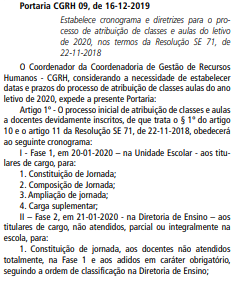 Portaria CGRH 09, de 16-12-2019
Estabelece cronograma e diretrizes para o pro-
cesso de atribuição de classes e aulas do letivo
de 2020, nos termos da Resolução SE 71, de
22-11-2018
O Coordenador da Coordenadoria de Gestão de Recursos
Humanos - CGRH, considerando a necessidade de estabelecer
datas e prazos do processo de atribuição de classes aulas do ano
letivo de 2020, expede a presente Portaria:
Artigo 1º - O processo inicial de atribuição de classes e aulas
a docentes devidamente inscritos, de que trata o § 1º do artigo
10 e o artigo 11 da Resolução SE 71, de 22-11-2018, obedecerá
ao seguinte cronograma:
I - Fase 1, em 20-01-2020 – na Unidade Escolar - aos titu-
lares de cargo, para:
1. Constituição de Jornada;
2. Composição de Jornada;
3. Ampliação de jornada;
4. Carga suplementar;
II – Fase 2, em 21-01-2020 - na Diretoria de Ensino – aos
titulares de cargo, não atendidos, parcial ou integralmente na
escola, para:
1. Constituição de jornada, aos docentes não atendidos
totalmente, na Fase 1 e aos adidos em caráter obrigatório,
seguindo a ordem de classificação na Diretoria de Ensino;